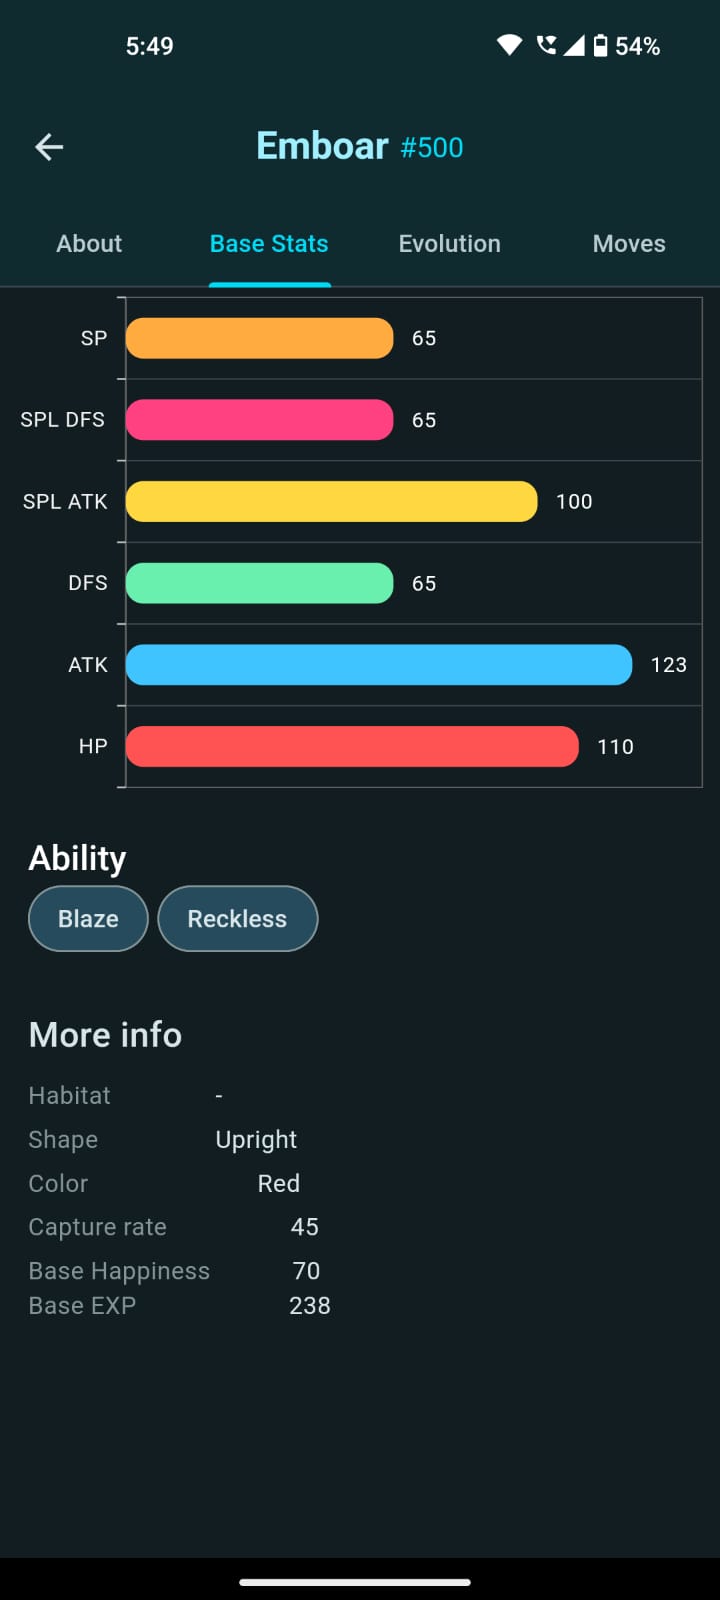 5:49 54%
Emboar #500
About Base Stats Evolution Moves
SP 65
SPL DFS 65
SPL ATK 100
DFS 65
ATK 123
HP 110
Ability
Blaze Reckless
More info
Habitat -
Shape Upright
Color Red
Capture rate 45
Base Happiness 70
Base EXP 238